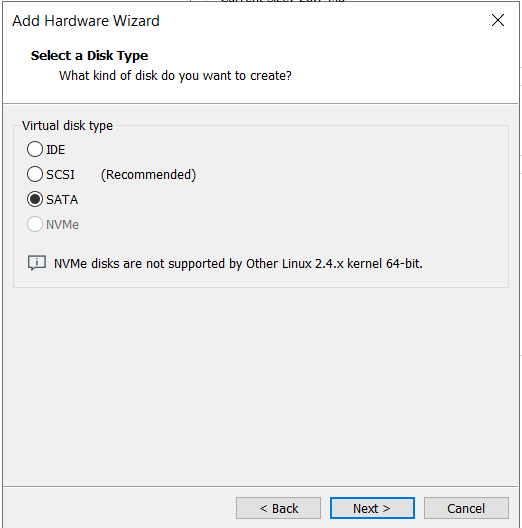 Add Hardware Wizard
Select a Disk Type
What kind of disk do you want to create?
Virtual disk type
IDE
SCSI (Recommended)
SATA
NVMe
NVMe disks are not supported by Other Linux 2.4.x kernel 64-bit.
< Back Next > Cancel